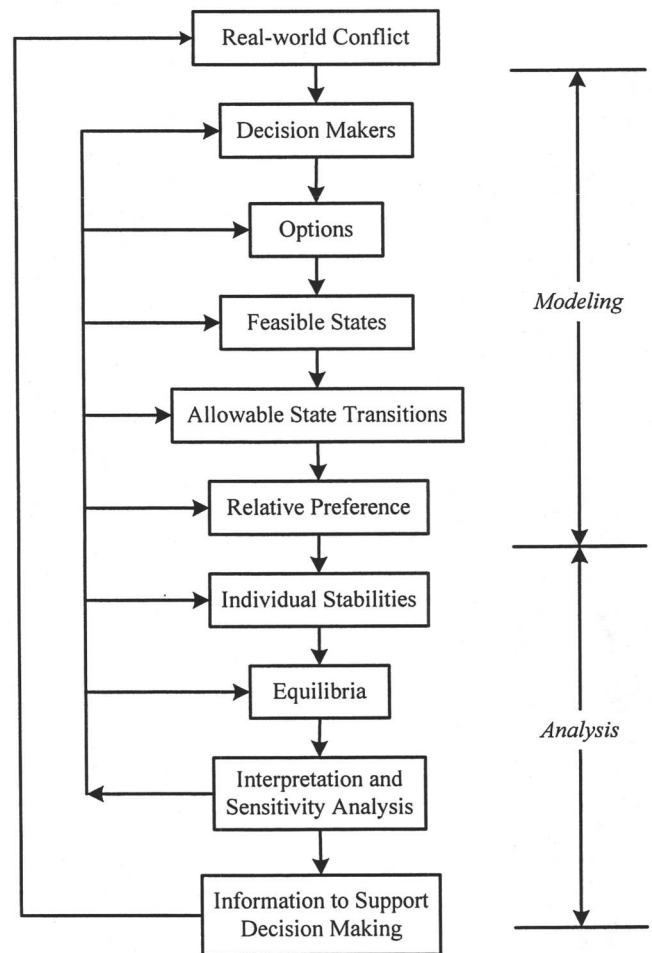 Real-world Conflict
Decision Makers
Options
Feasible States
Modeling
Allowable State Transitions
Relative Preference
Individual Stabilities
Equilibria
Analysis
Interpretation and
Sensitivity Analysis
Information to Support
Decision Making